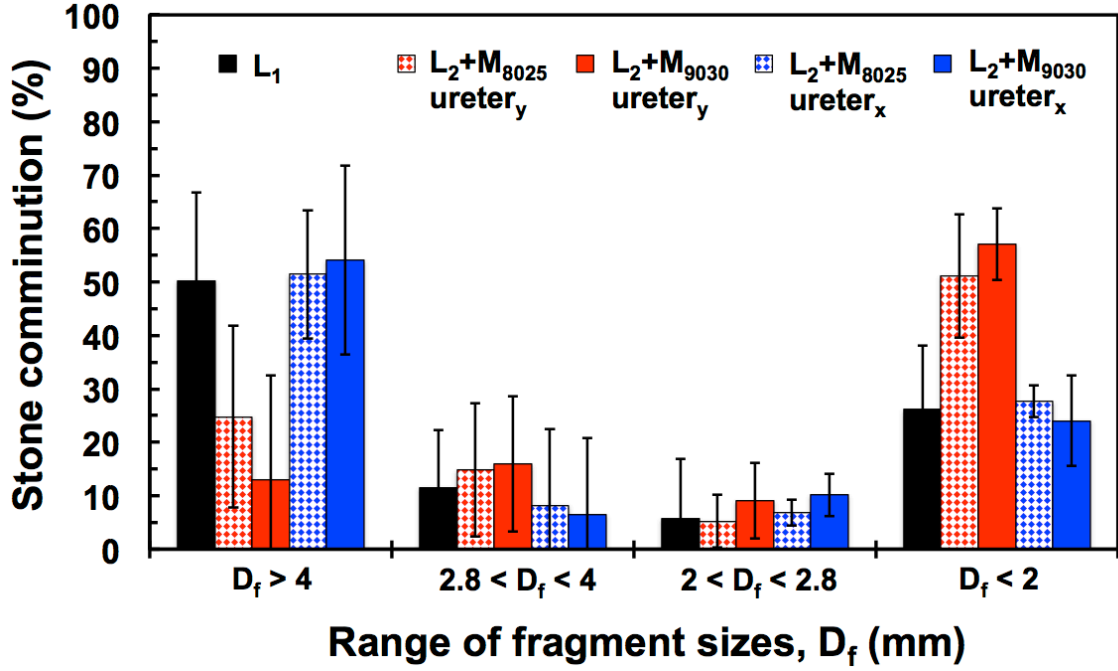 Stone comminution (%)
100
90
80
70
60
50
40
30
20
10
0
L1
L2+M8025
uretery
L2+M9030
uretery
L2+M8025
ureterx
L2+M9030
ureterx
Df > 4
2.8 < Df < 4
2 < Df < 2.8
Df < 2
Range of fragment sizes, Df (mm)